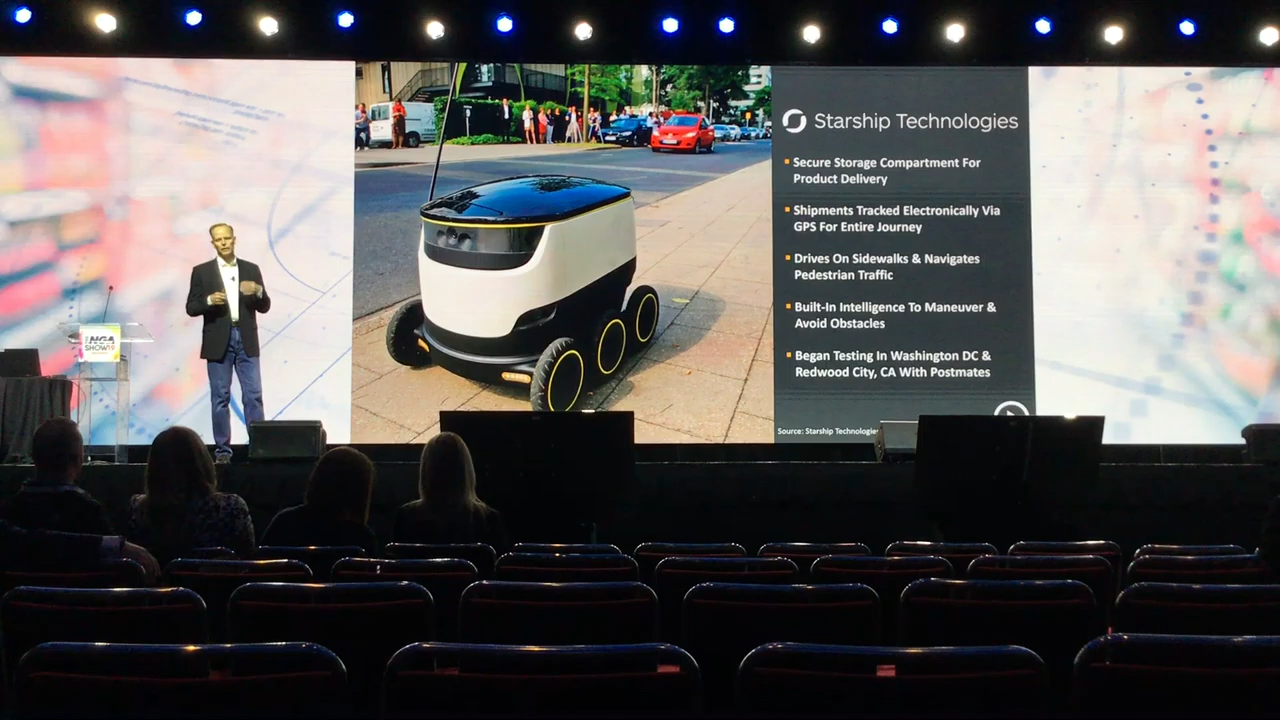 Starship Technologies
Secure Storage Compartment For
Product Delivery
Shipments Tracked Electronically Via
GPS For Entire Journey
Drives On Sidewalks & Navigates
Pedestrian Traffic
Built-In Intelligence To Maneuver &
Avoid Obstacles
Began Testing In Washington DC &
Redwood City, CA With Postmates
Source: Starship Technologies
NGA
SHOW19